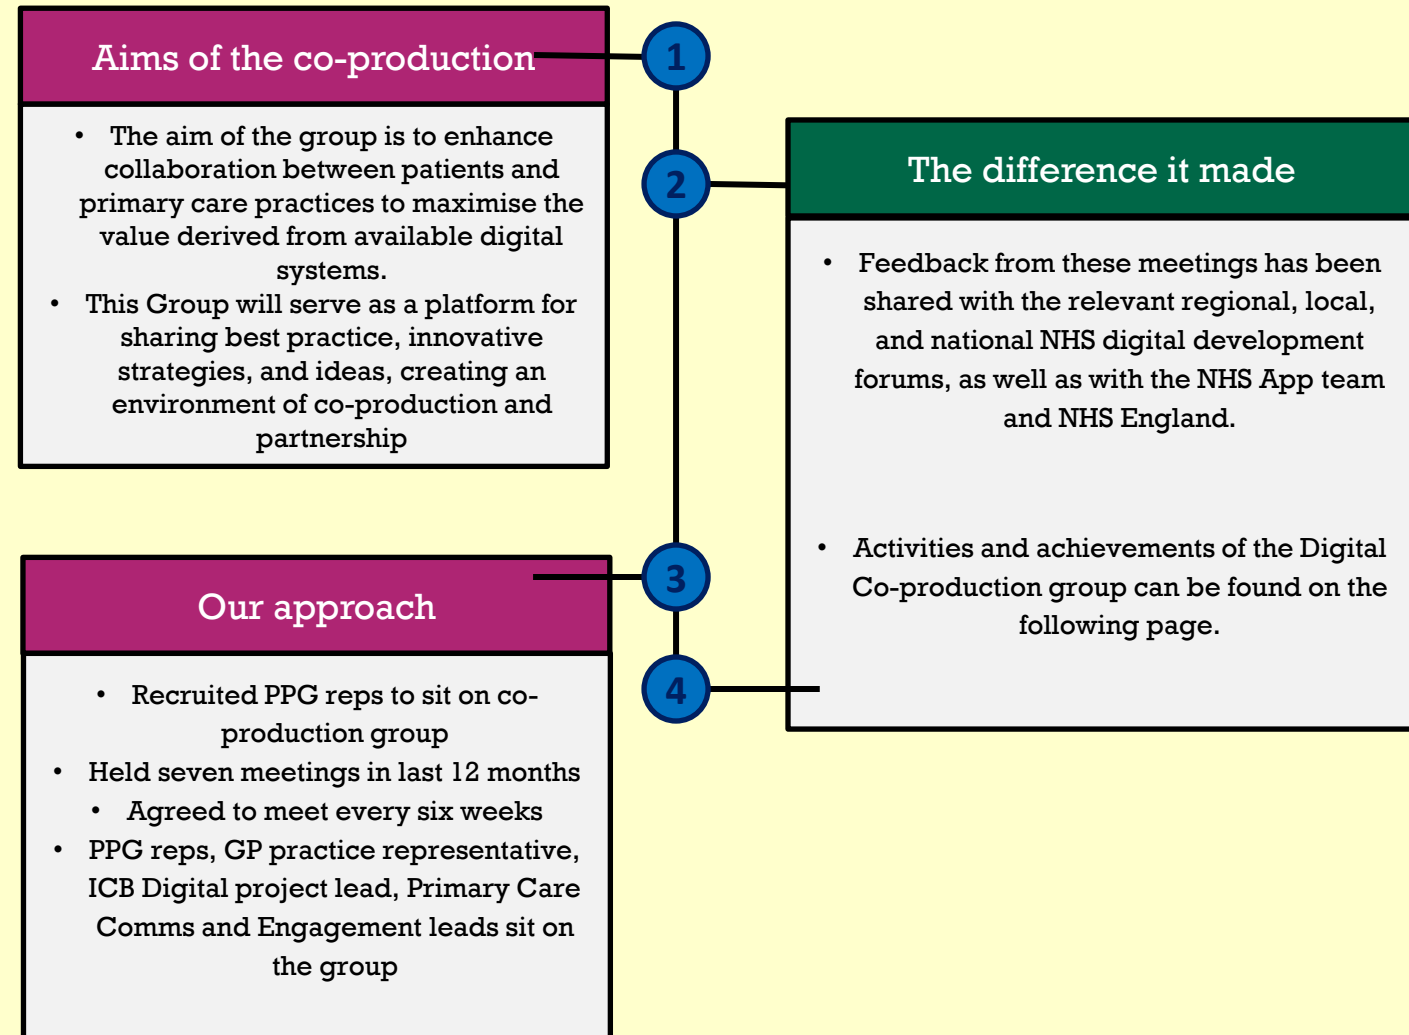 Aims of the co-production
1
• The aim of the group is to enhance
collaboration between patients and
primary care practices to maximise the
value derived from available digital
systems.
• This Group will serve as a platform for
sharing best practice, innovative
strategies, and ideas, creating an
environment of co-production and
partnership
2
The difference it made
• Feedback from these meetings has been
shared with the relevant regional, local,
and national NHS digital development
forums, as well as with the NHS App team
and NHS England.
• Activities and achievements of the Digital
Co-production group can be found on the
following page.
3
Our approach
• Recruited PPG reps to sit on co-
production group
• Held seven meetings in last 12 months
• Agreed to meet every six weeks
• PPG reps, GP practice representative,
ICB Digital project lead, Primary Care
Comms and Engagement leads sit on
the group
4